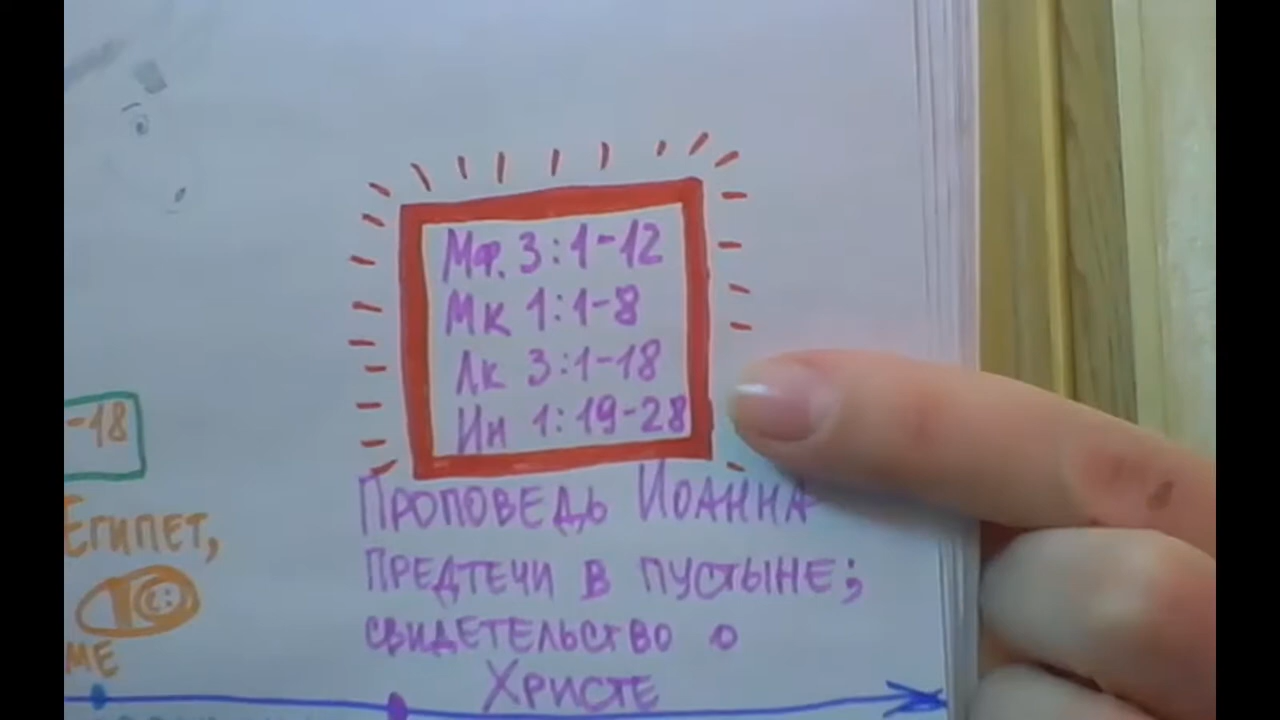 Мф. 3:1-12
Мк 1:1-8
Лк 3:1-18
Ин 1:19-28
Проповедь Иоанна
Предтечи в пустыне;
свидетельство о
Христе
-18
Египет,
ме